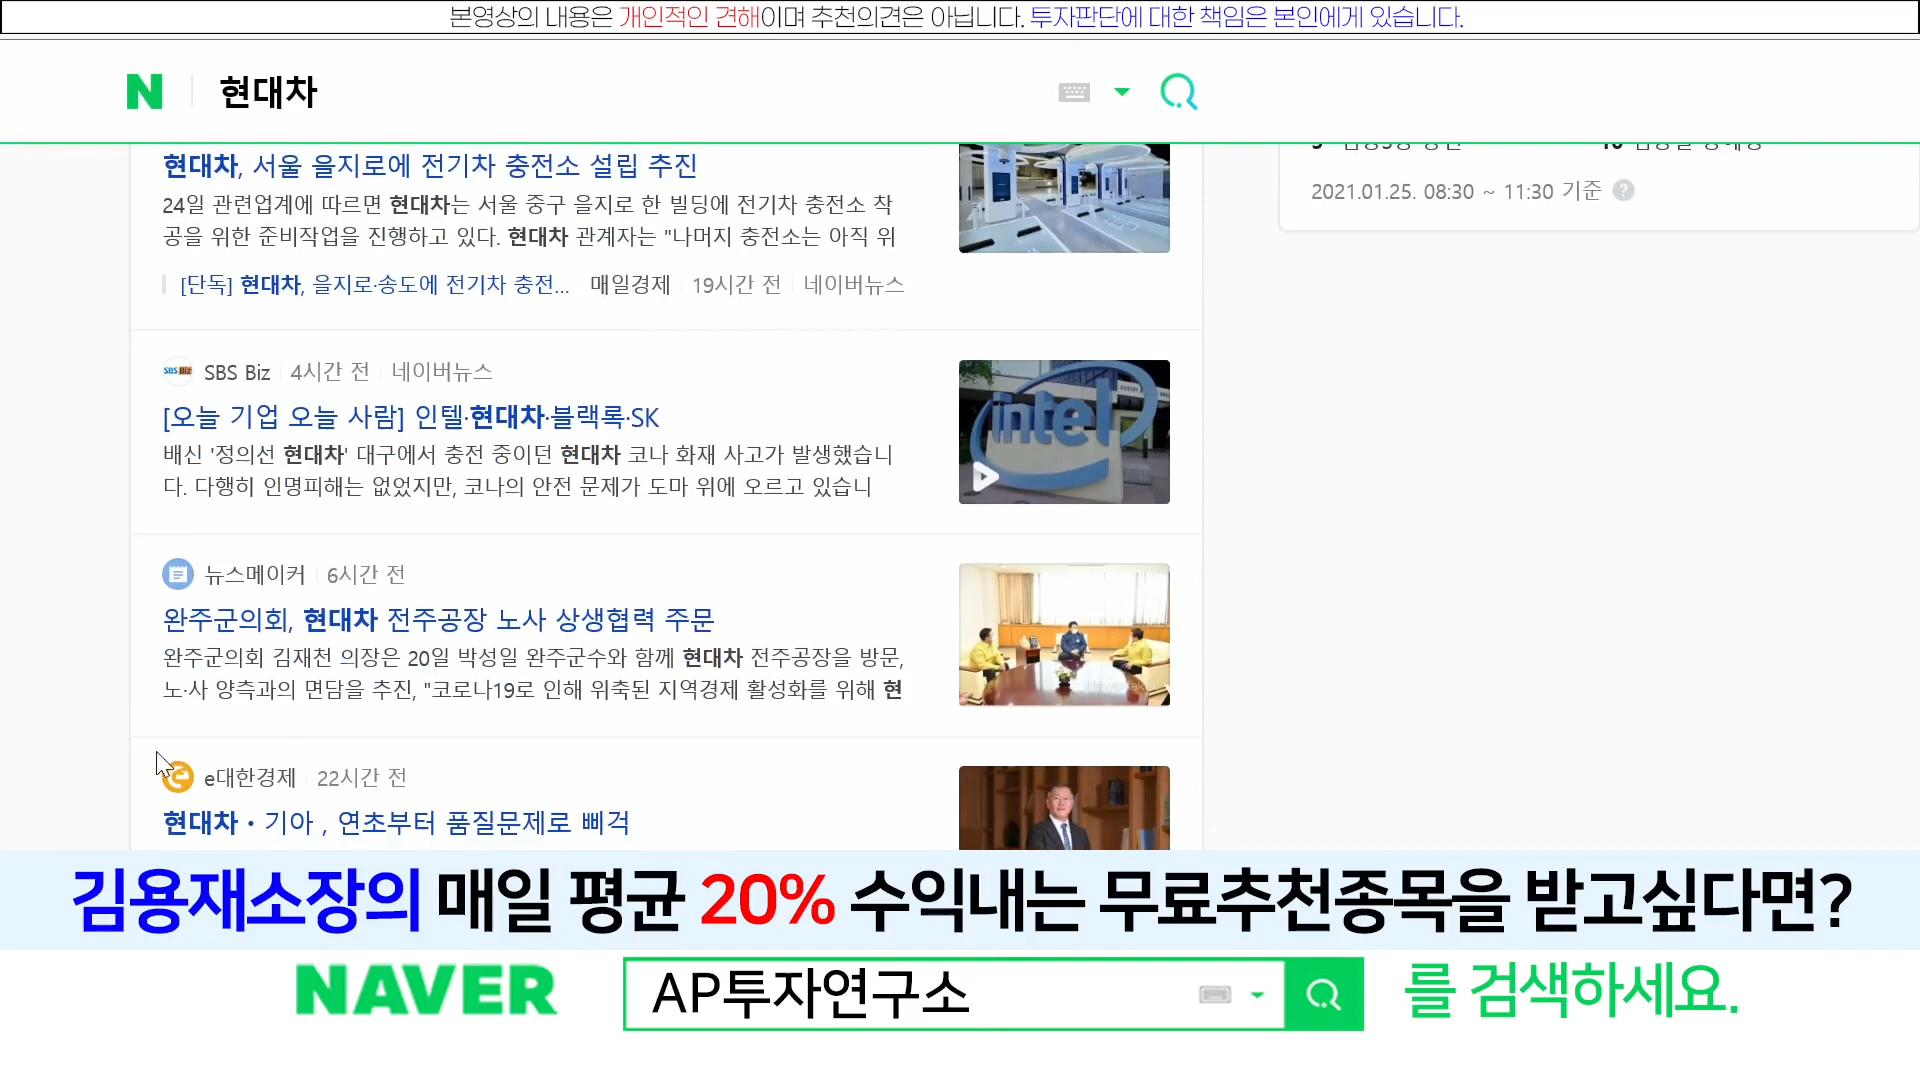 본영상의 내용은 개인적인 견해이며 추천의견은 아닙니다. 투자판단에 대한 책임은 본인에게 있습니다.
N 현대차
현대차, 서울 을지로에 전기차 충전소 설립 추진
24일 관련업계에 따르면 현대차는 서울 중구 을지로 한 빌딩에 전기차 충전소 착
공을 위한 준비작업을 진행하고 있다. 현대차 관계자는 "나머지 충전소는 아직 위
[단독] 현대차, 을지로·송도에 전기차 충전... 매일경제 19시간 전 네이버뉴스
2021.01.25. 08:30 ~ 11:30 기준 ?
SBS Biz SBS Biz 4시간 전 네이버뉴스
[오늘 기업 오늘 사람] 인텔·현대차·블랙록·SK
배신 '정의선 현대차' 대구에서 충전 중이던 현대차 코나 화재 사고가 발생했습니
다. 다행히 인명피해는 없었지만, 코나의 안전 문제가 도마 위에 오르고 있습니
intel
뉴스메이커 6시간 전
완주군의회, 현대차 전주공장 노사 상생협력 주문
완주군의회 김재천 의장은 20일 박성일 완주군수와 함께 현대차 전주공장을 방문,
노·사 양측과의 면담을 추진, "코로나19로 인해 위축된 지역경제 활성화를 위해 현
e대한경제 22시간 전
현대차 • 기아 , 연초부터 품질문제로 삐걱
김용재소장의 매일 평균 20% 수익내는 무료추천종목을 받고싶다면?
NAVER AP투자연구소 를 검색하세요.